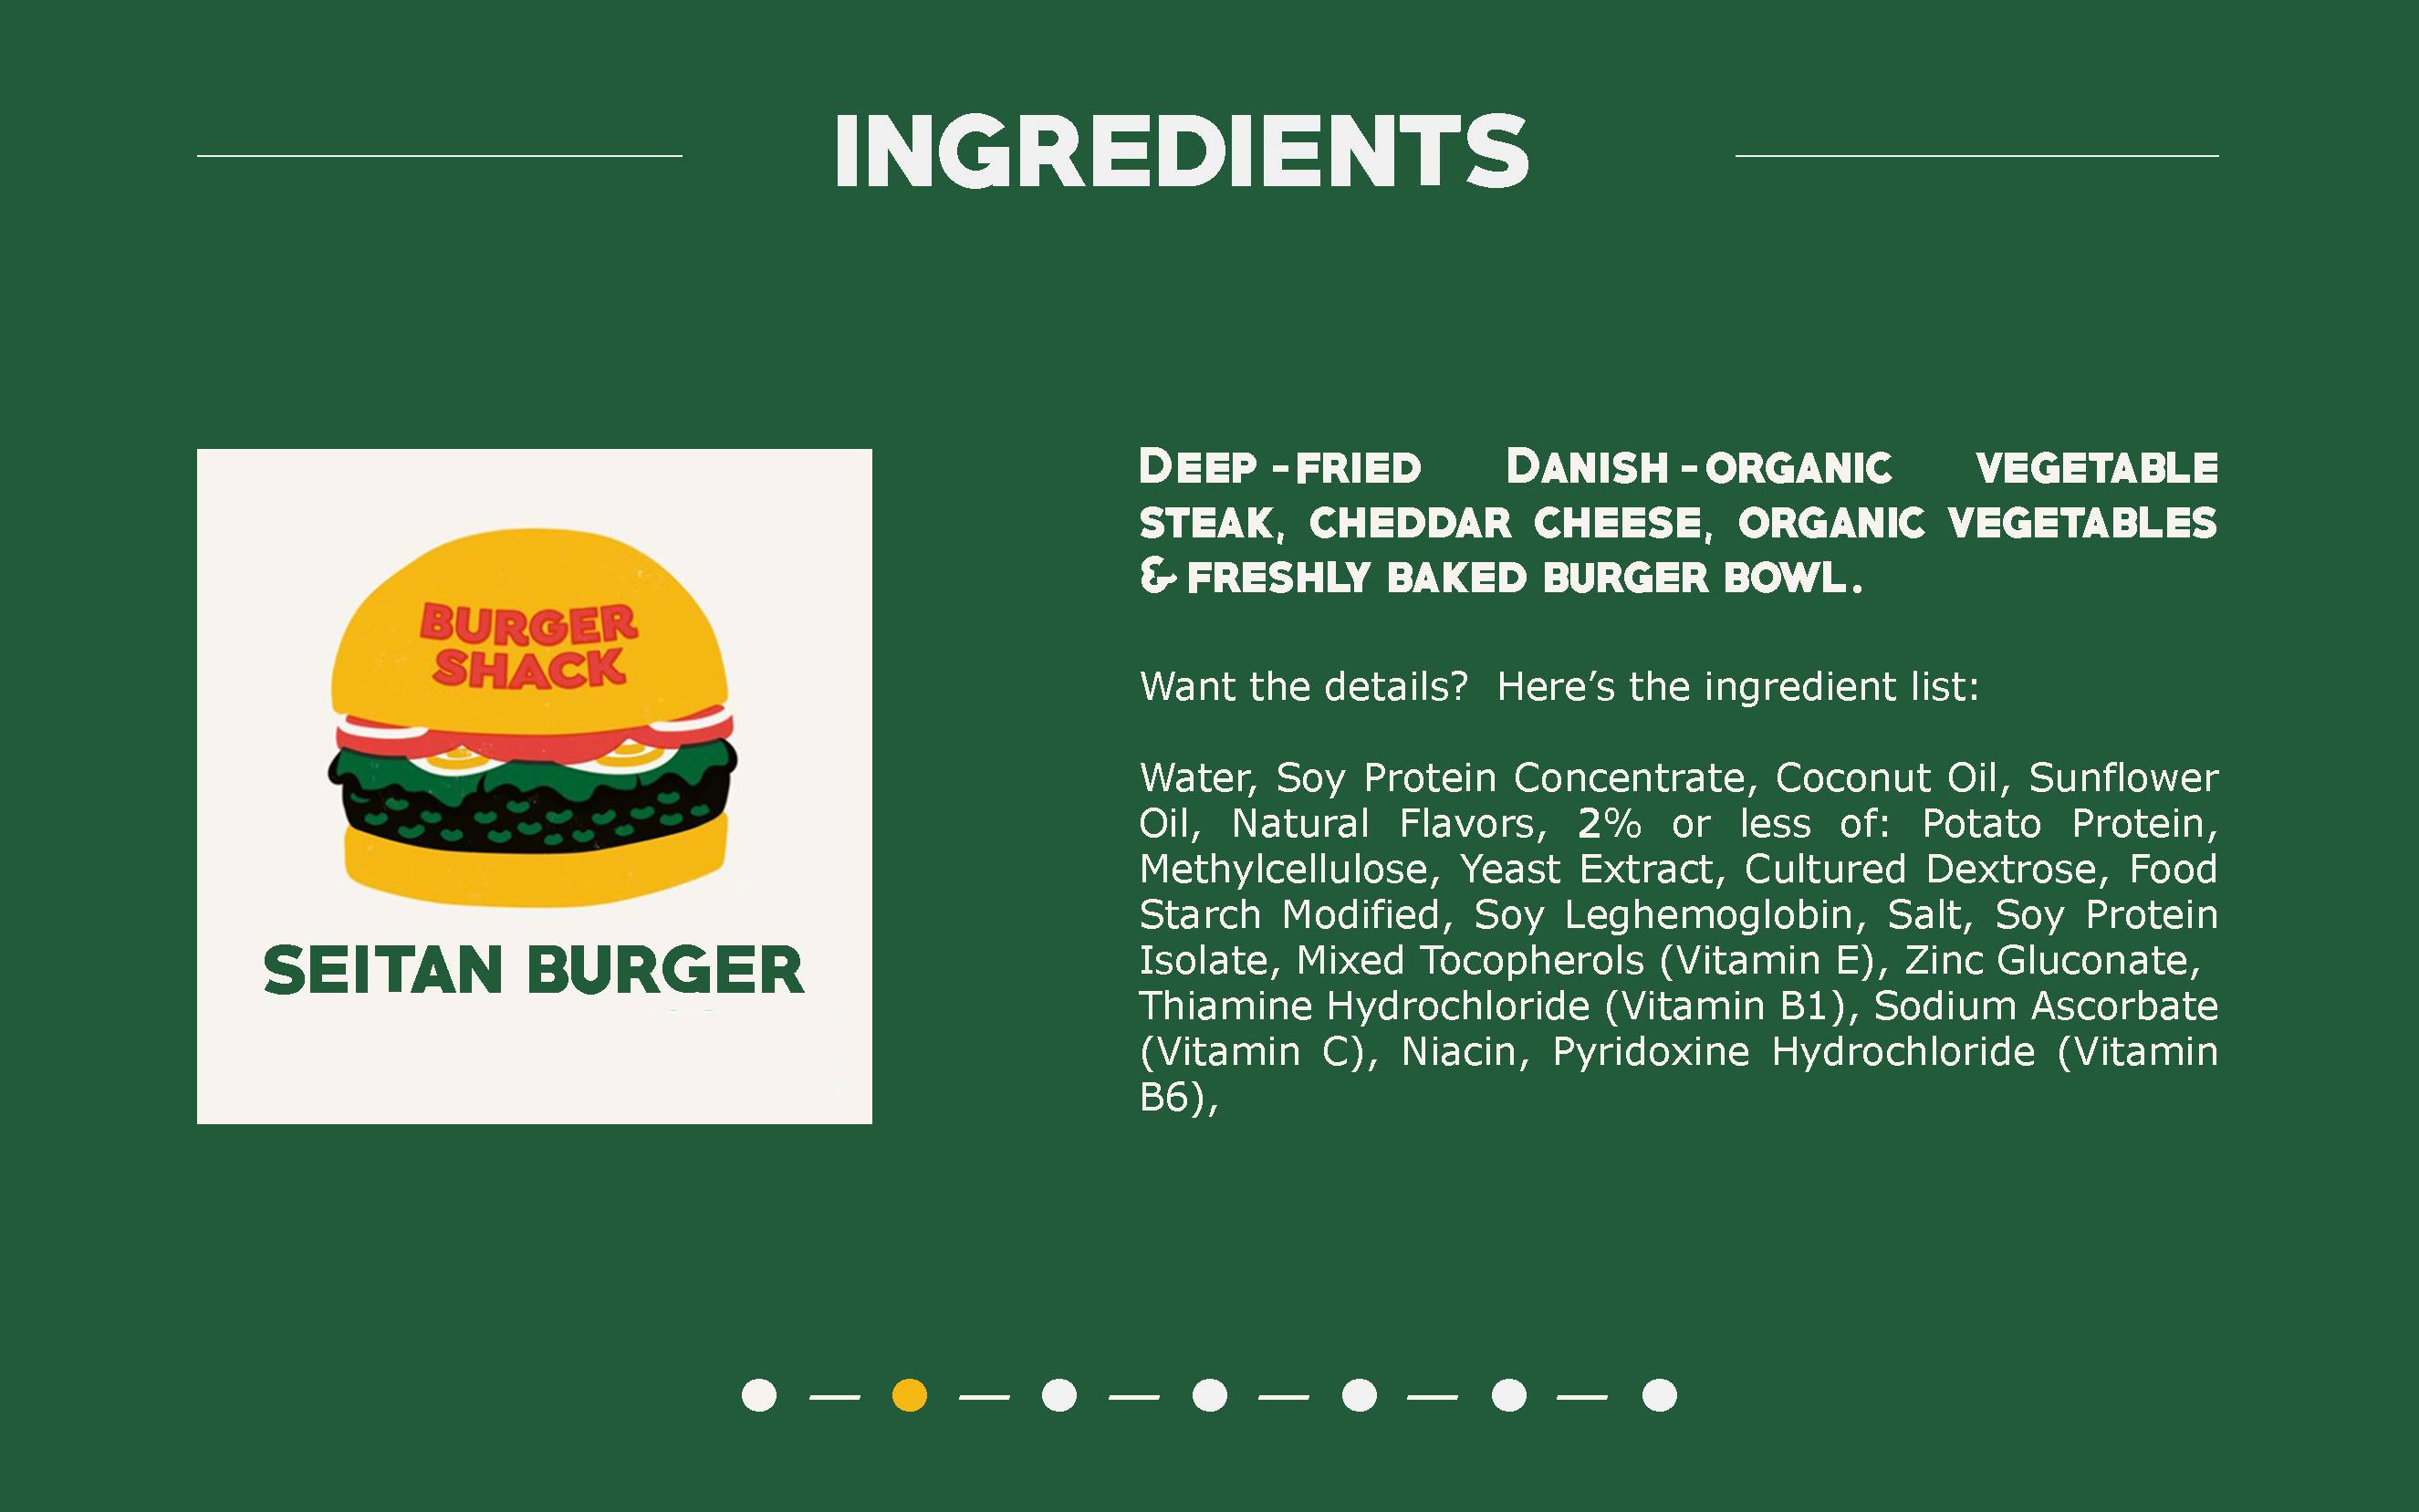 INGREDIENTS
BURGER
SHACK
SEITAN BURGER
Deep-fried Danish-organic vegetable
steak, cheddar cheese, organic vegetables
& freshly baked burger bowl.
Want the details?  Here’s the ingredient list:
Water, Soy Protein Concentrate, Coconut Oil, Sunflower
Oil, Natural Flavors, 2% or less of: Potato Protein,
Methylcellulose, Yeast Extract, Cultured Dextrose, Food
Starch Modified, Soy Leghemoglobin, Salt, Soy Protein
Isolate, Mixed Tocopherols (Vitamin E), Zinc Gluconate,
Thiamine Hydrochloride (Vitamin B1), Sodium Ascorbate
(Vitamin C), Niacin, Pyridoxine Hydrochloride (Vitamin
B6),